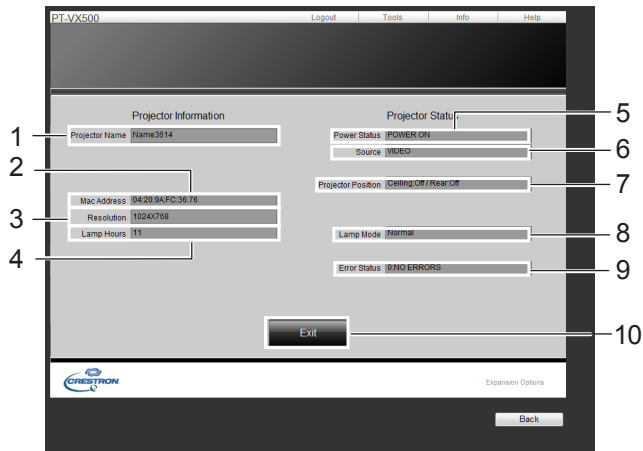 PT-VX500 Logout Tools Info Help
Projector Information
Projector Status
5
1 Projector Name Name3614
Power Status POWER ON
Source VIDEO 6
2
Projector Position Ceiling:Off / Rear:Off 7
Mac Address 04:20:9A:FC:36:76
3 Resolution 1024X768
Lamp Hours 11
Lamp Mode Normal 8
4
Error Status 0:NO ERRORS 9
Exit 10
CRESTRON
Expansion Options
Back